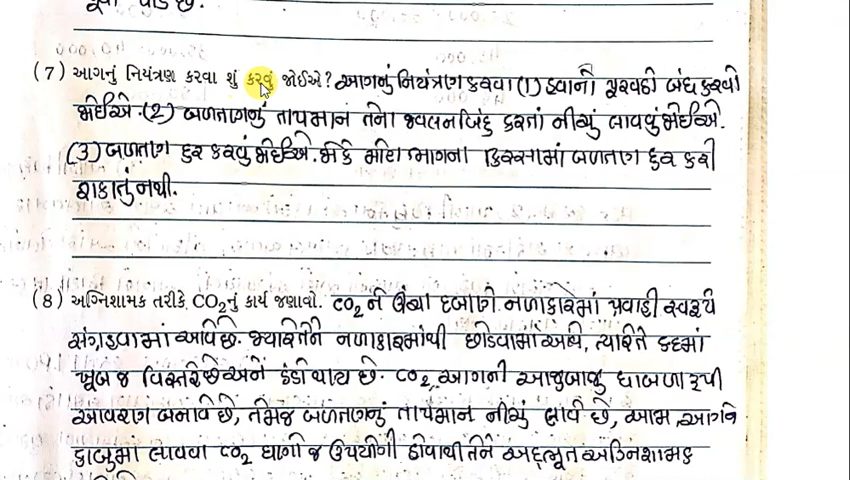 (7) આગનું નિયંત્રણ કરવા શું કરવું જોઈએ? આગનું નિયંત્રણ કરવા (1) હવાનો પુરવઠો બંધ કરવો
જોઈએ. (2) બળતણનું તાપમાન તેના જ્વલનબિંદુ કરતાં નીચું લાવવું જોઈએ.
(3) બળતણ દૂર કરવું જોઈએ. જોકે મોટા ભાગના કિસ્સામાં બળતણ દૂર કરી
શકાતું નથી.
(8) અગ્નિશામક તરીકે CO2નું કાર્ય જણાવો. CO2ને ઊંચા દબાણે નળાકારમાં પ્રવાહી સ્વરૂપે
સંગ્રહવામાં આવે છે. જ્યારે તેને નળાકારમાંથી છોડવામાં આવે, ત્યારે તે કદમાં
ખૂબ જ વિસ્તરે છે અને ઠંડો થાય છે. CO2, આગની આજુબાજુ ધાબળારૂપી
આવરણ બનાવે છે, તેમજ બળતણનું તાપમાન નીચું લાવે છે, આમ, આગને
કાબુમાં લાવવા CO2 ઘણો જ ઉપયોગી હોવાથી તેને અદ્ભૂત અગ્નિશામક